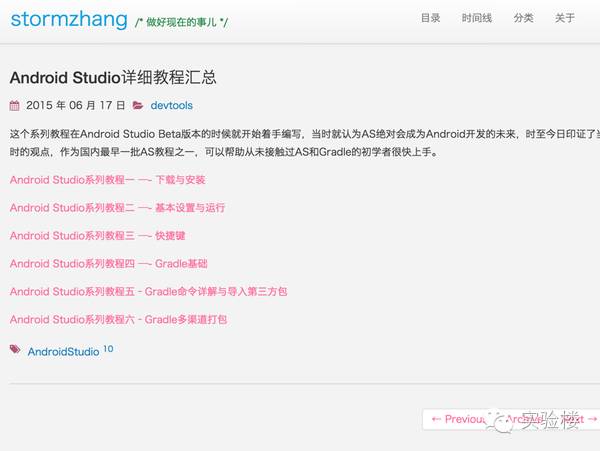 stormzhang /* 做好现在的事儿 */
目录 时间线 分类 关于
Android Studio详细教程汇总
2015 年 06 月 17 日 devtools
这个系列教程在Android Studio Beta版本的时候就开始着手编写，当时就认为AS绝对会成为Android开发的未来，时至今日印证了当
时的观点，作为国内最早一批AS教程之一，可以帮助从未接触过AS和Gradle的初学者很快上手。
Android Studio系列教程一 —- 下载与安装
Android Studio系列教程二 —- 基本设置与运行
Android Studio系列教程三 —- 快捷键
Android Studio系列教程四 —- Gradle基础
Android Studio系列教程五 - Gradle命令详解与导入第三方包
Android Studio系列教程六 - Gradle多渠道打包
AndroidStudio 10
← Previous Archive Next →
实验楼